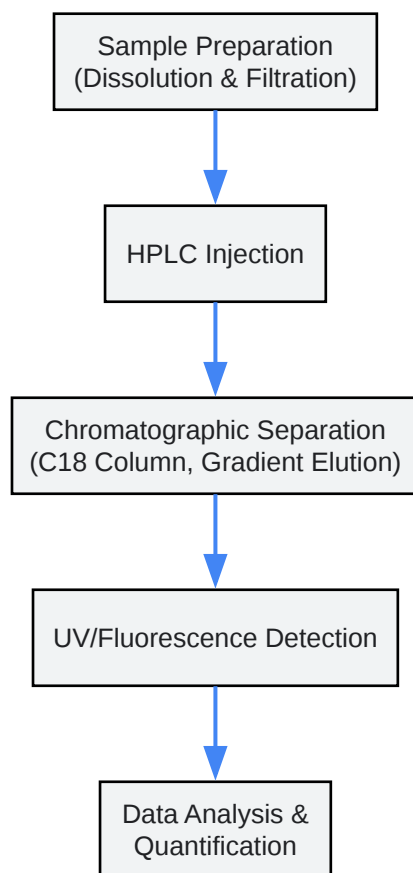 Sample Preparation
(Dissolution & Filtration)
HPLC Injection
Chromatographic Separation
(C18 Column, Gradient Elution)
UV/Fluorescence Detection
Data Analysis &
Quantification